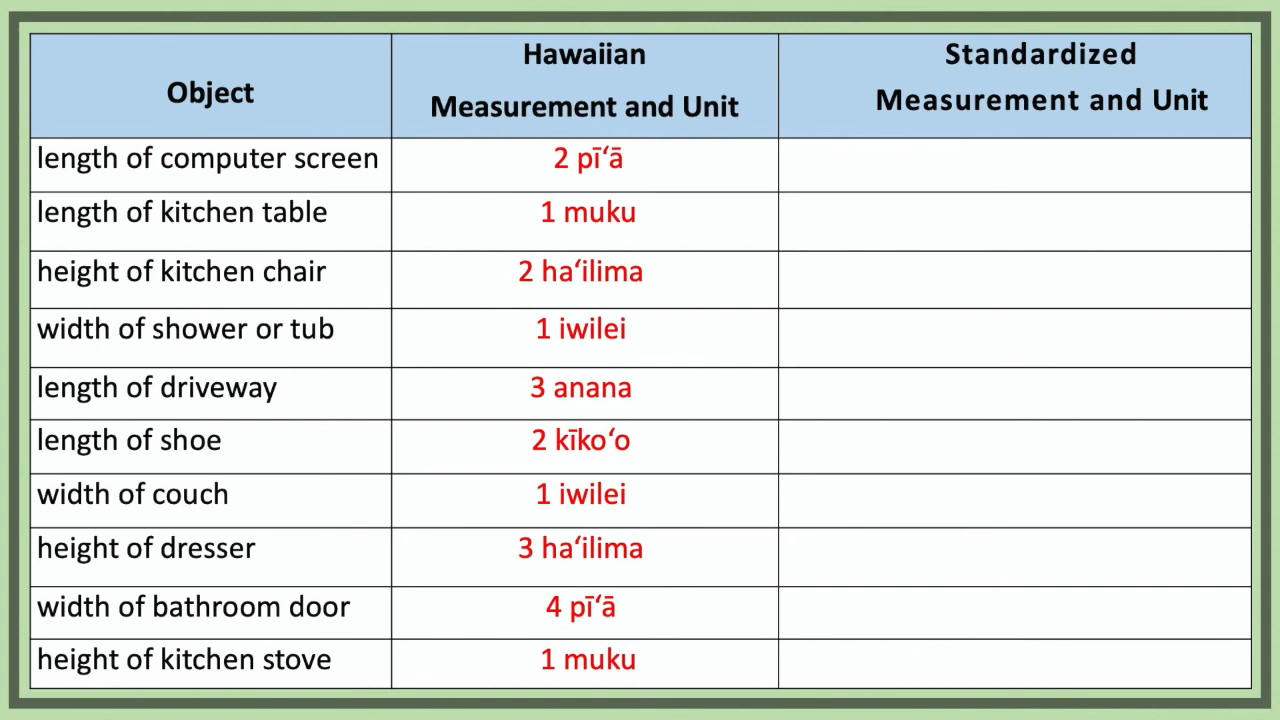 Object
Hawaiian
Measurement and Unit
Standardized
Measurement and Unit
length of computer screen
2 pīʻā
length of kitchen table
1 muku
height of kitchen chair
2 haʻilima
width of shower or tub
1 iwilei
length of driveway
3 anana
length of shoe
2 kīkoʻo
width of couch
1 iwilei
height of dresser
3 haʻilima
width of bathroom door
4 pīʻā
height of kitchen stove
1 muku